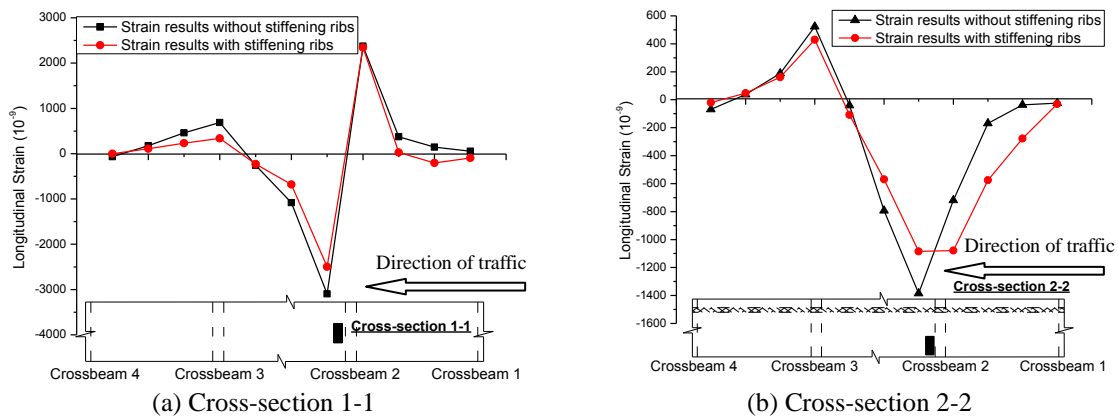 Strain results without stiffening ribs
Strain results with stiffening ribs
Longitudinal Strain (10⁻⁹)
3000
2000
1000
0
-1000
-2000
-3000
-4000
Direction of traffic
Cross-section 1-1
Crossbeam 4 Crossbeam 3 Crossbeam 2 Crossbeam 1
(a) Cross-section 1-1
Strain results without stiffening ribs
Strain results with stiffening ribs
Longitudinal Strain (10⁻⁹)
600
400
200
0
-200
-400
-600
-800
-1000
-1200
-1400
-1600
Direction of traffic
Cross-section 2-2
Crossbeam 4 Crossbeam 3 Crossbeam 2 Crossbeam 1
(b) Cross-section 2-2